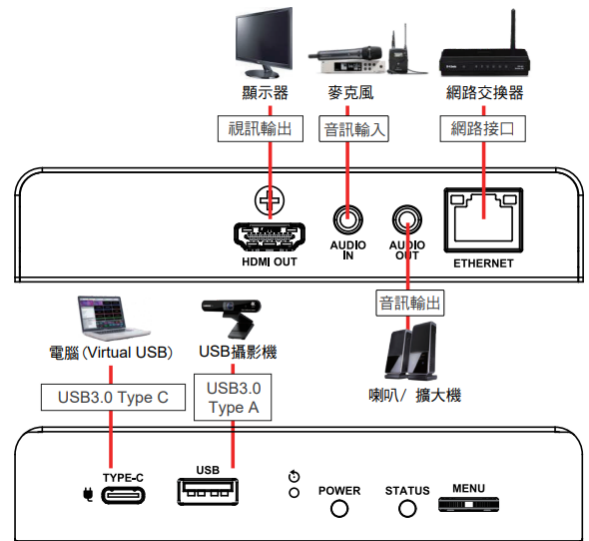 顯示器
麥克風
網路交換器
視訊輸出
音訊輸入
網路接口
HDMI OUT
AUDIO
IN
AUDIO
OUT
ETHERNET
音訊輸出
電腦(Virtual USB)
USB攝影機
喇叭/ 擴大機
USB3.0 Type C
USB3.0
Type A
TYPE-C
USB
POWER
STATUS
MENU